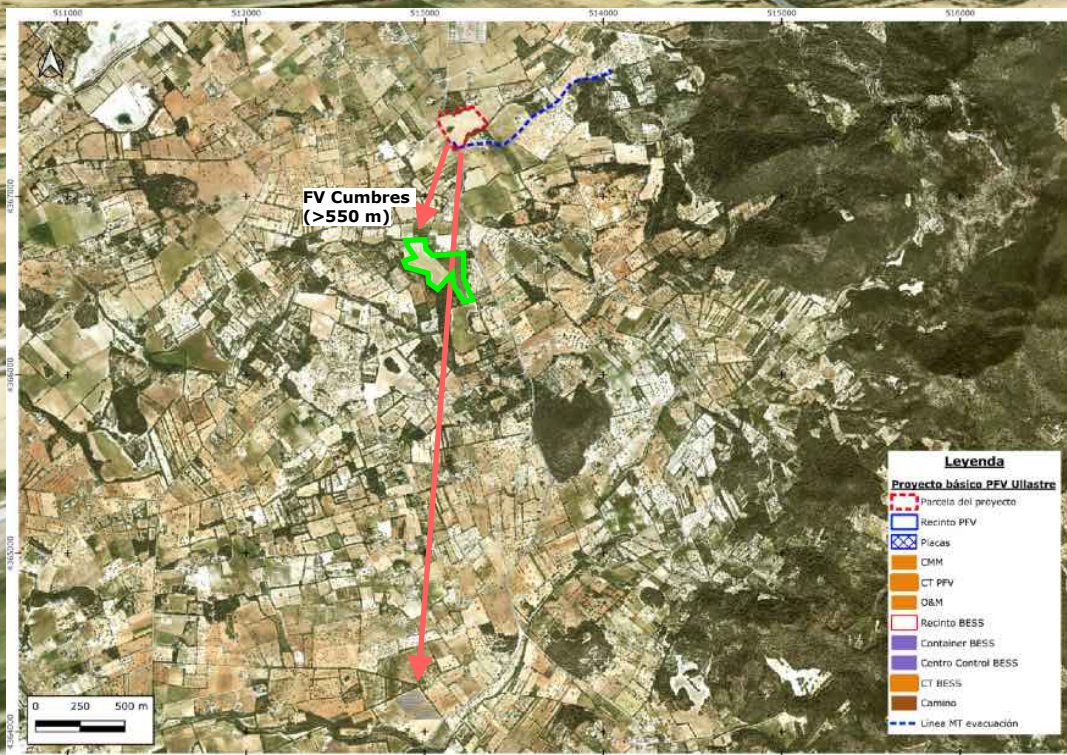 511000 512000 513000 514000 515000 516000
4367000
4366000
4365000
4364000
FV Cumbres
(>550 m)
0 250 500 m
Leyenda
Proyecto básico PFV Ullastre
Parcela del proyecto
Recinto PFV
Placas
CMM
CT PFV
O&M
Recinto BESS
Container BESS
Centro Control BESS
CT BESS
Camino
Linea MT evacuación